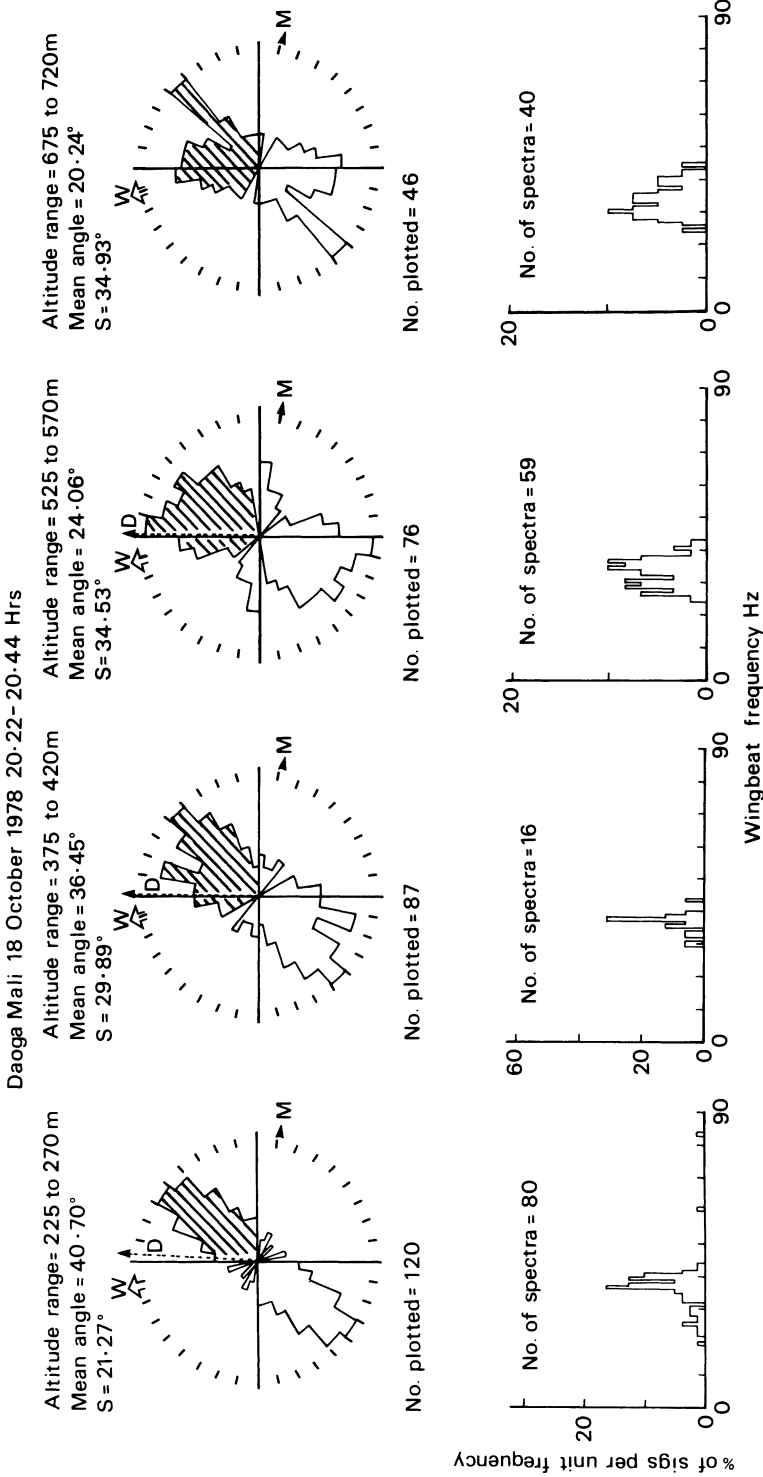 Daoga Mali 18 October 1978 20·22–20·44 Hrs
Altitude range = 225 to 270m
Mean angle = 40·70°
S = 21·27°
W
D
M
No. plotted = 120
Altitude range = 375 to 420m
Mean angle = 36·45°
S = 29·89°
W
D
M
No. plotted = 87
Altitude range = 525 to 570m
Mean angle = 24·06°
S = 34·53°
W
D
M
No. plotted = 76
Altitude range = 675 to 720m
Mean angle = 20·24°
S = 34·93°
W
M
No. plotted = 46
% of sigs per unit frequency
20
0
No. of spectra = 80
0
90
60
20
0
No. of spectra = 16
0
90
20
0
No. of spectra = 59
0
90
20
0
No. of spectra = 40
0
90
Wingbeat frequency Hz